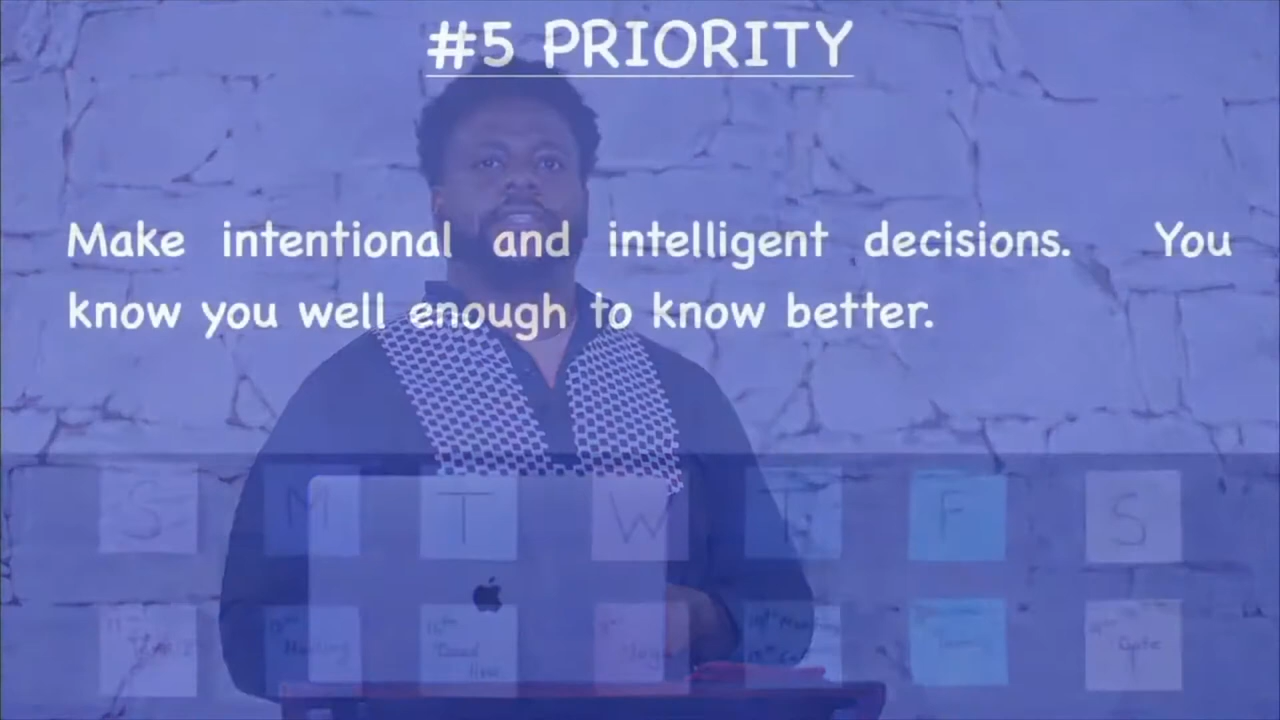 #5 PRIORITY
Make intentional and intelligent decisions. You
know you well enough to know better.
S M T W T F S